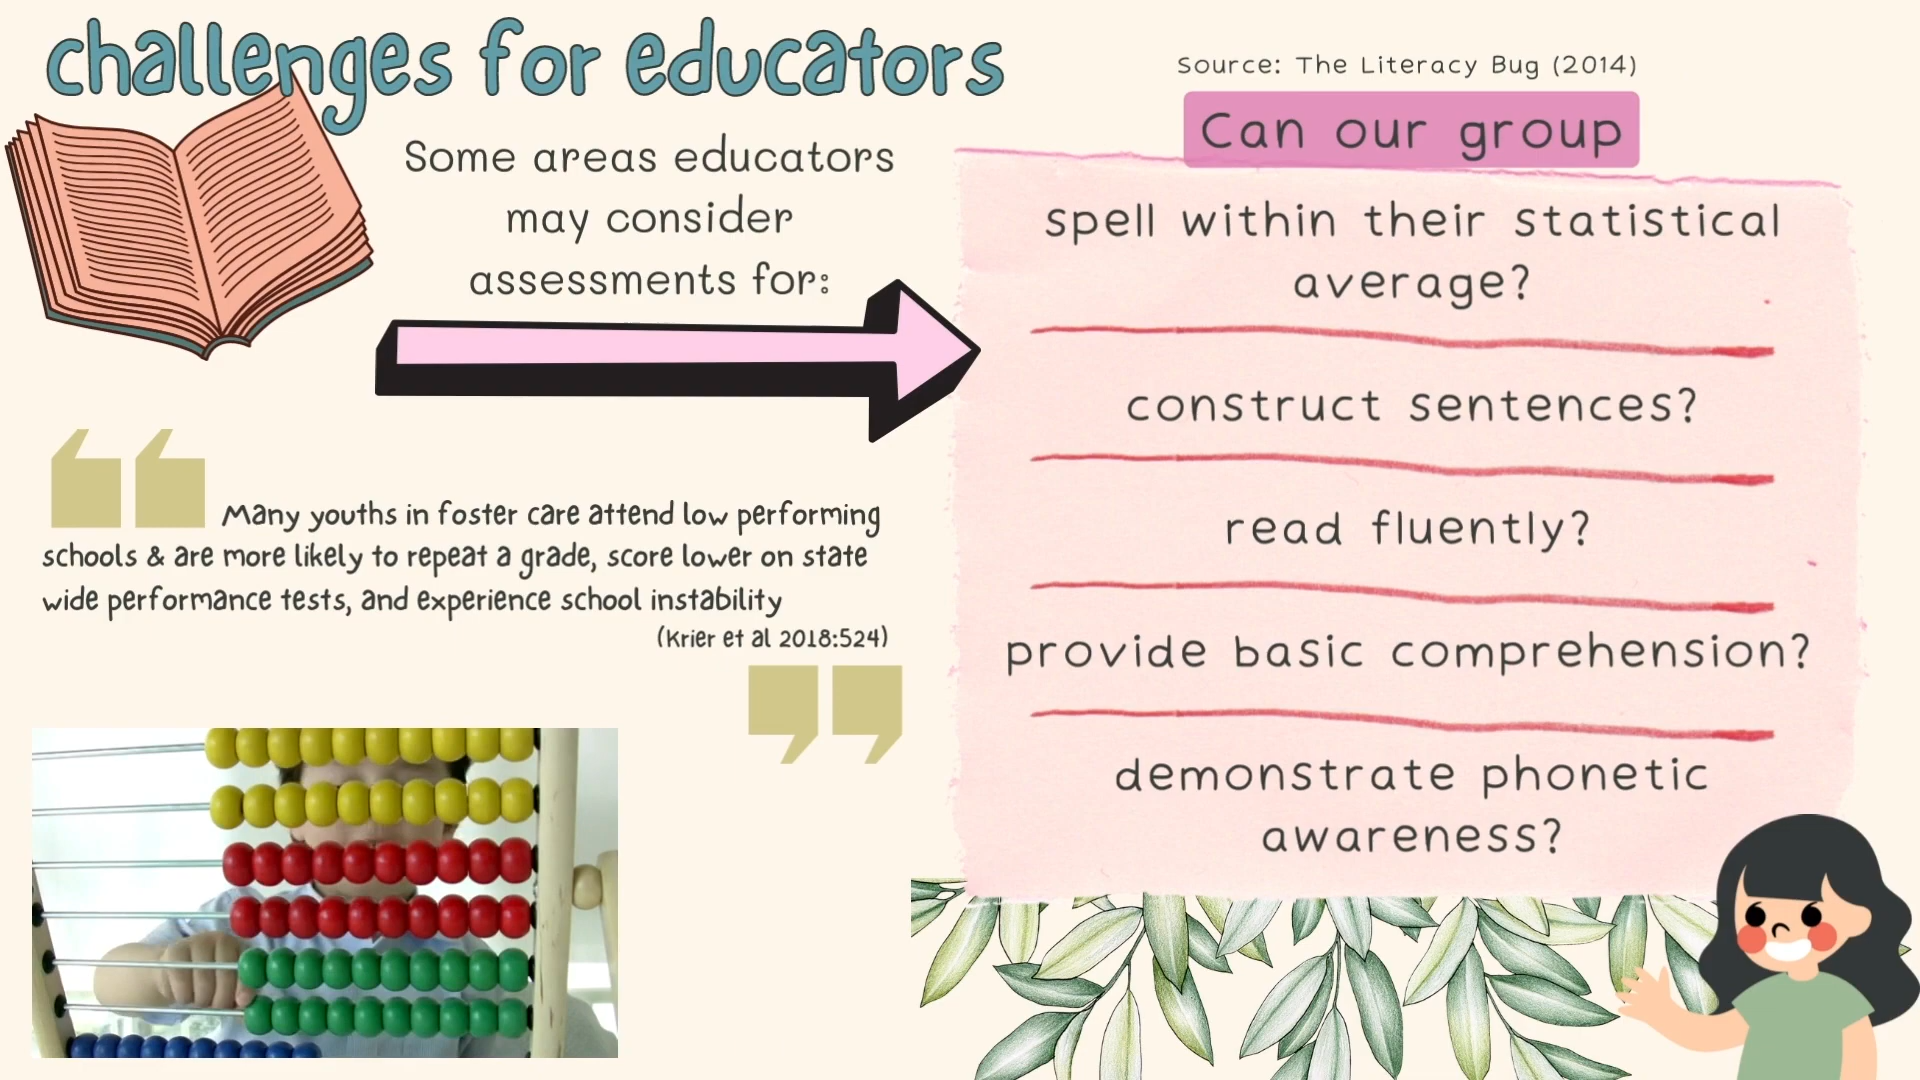 challenges for educators
Some areas educators
may consider
assessments for:
Many youths in foster care attend low performing
schools & are more likely to repeat a grade, score lower on state
wide performance tests, and experience school instability
(Krier et al 2018:524)
Source: The Literacy Bug (2014)
Can our group
spell within their statistical
average?
construct sentences?
read fluently?
provide basic comprehension?
demonstrate phonetic
awareness?